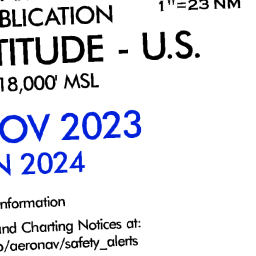 1"=23 NM
BLICATION
TITUDE - U.S.
18,000' MSL
OV 2023
N 2024
nformation
nd Charting Notices at:
o/aeronav/safety_alerts